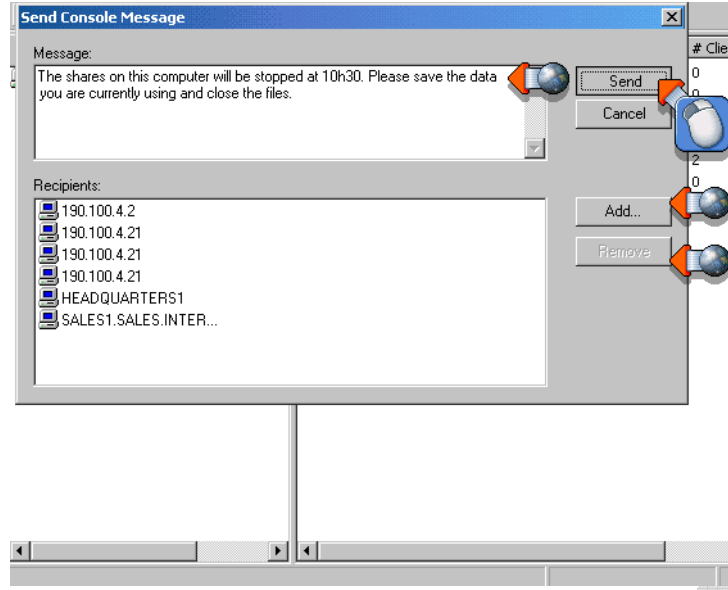 Send Console Message
# Clie
Message:
The shares on this computer will be stopped at 10h30. Please save the data
you are currently using and close the files.
Send
Cancel
0
2
0
Recipients:
190.100.4.2
190.100.4.21
190.100.4.21
190.100.4.21
HEADQUARTERS1
SALES1.SALES.INTER...
Add...
Remove